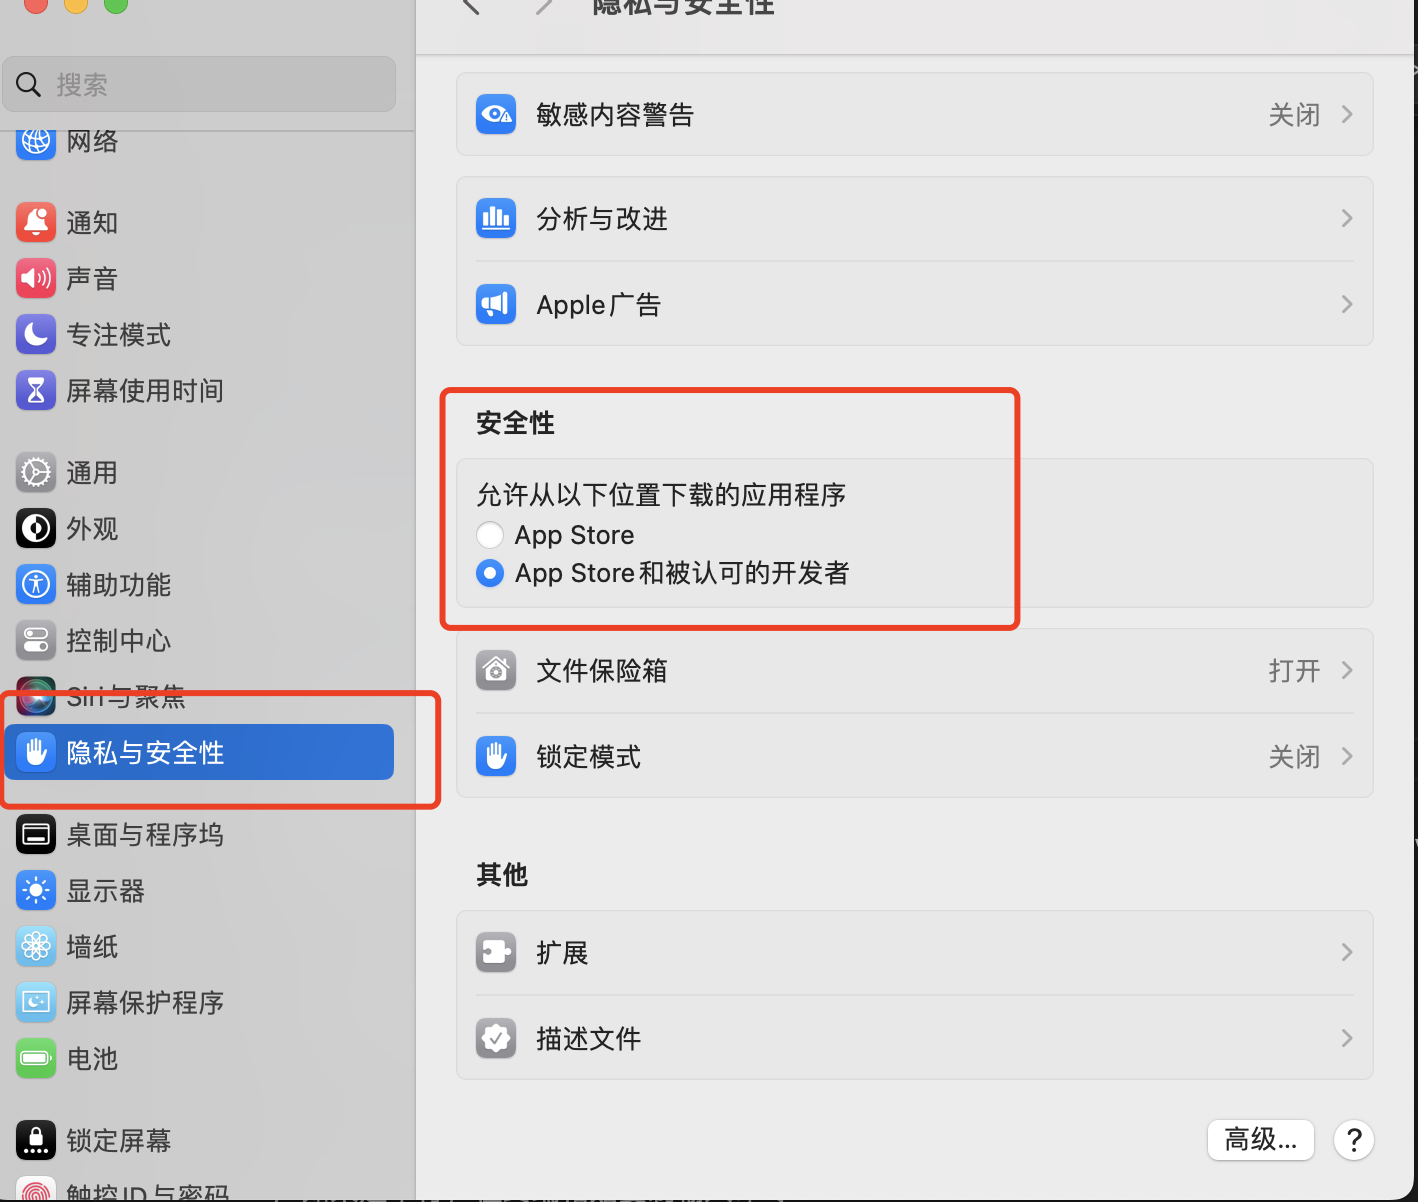 隐私与安全性
搜索
网络
通知
声音
专注模式
屏幕使用时间
通用
外观
辅助功能
控制中心
Siri与聚焦
隐私与安全性
桌面与程序坞
显示器
墙纸
屏幕保护程序
电池
锁定屏幕
触控ID与密码
敏感内容警告 关闭
分析与改进
Apple广告
安全性
允许从以下位置下载的应用程序
App Store
App Store和被认可的开发者
文件保险箱 打开
锁定模式 关闭
其他
扩展
描述文件
高级... ?